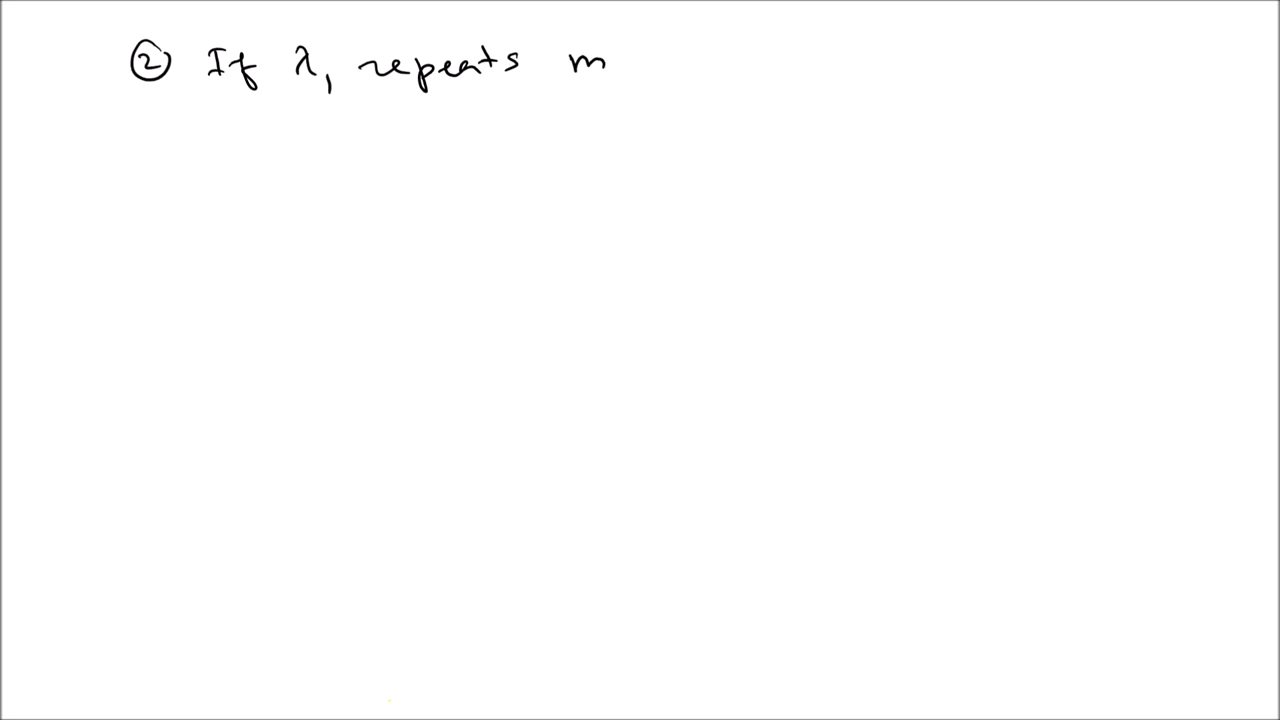 ② If λ₁ repeats m